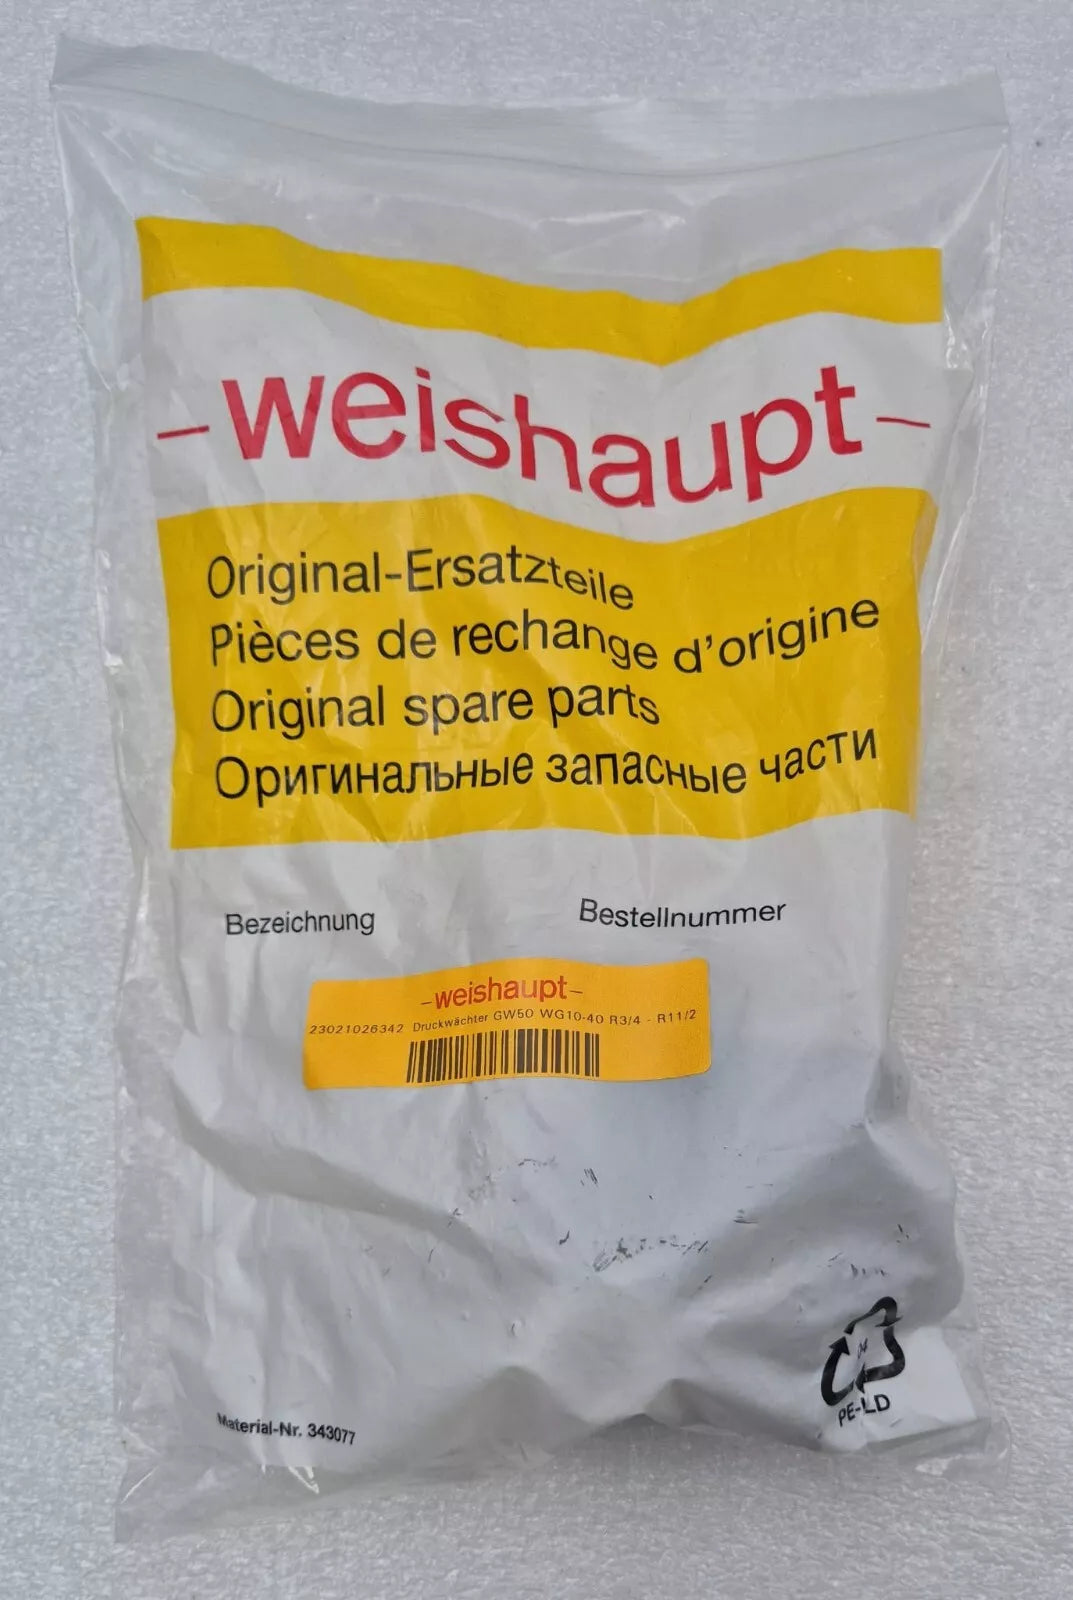 -weishaupt-
Original-Ersatzteile
Pièces de rechange d'origine
Original spare parts
Оригинальные запасные части
Bezeichnung Bestellnummer
-weishaupt-
23021026342 Druckwächter GW50 WG10-40 R3/4 - R11/2
04
PE-LD
Material-Nr. 343077